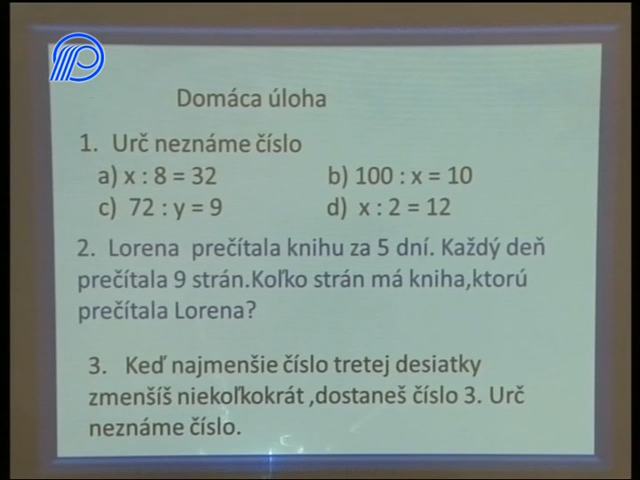 Domáca úloha
1. Urč neznáme číslo
a) x : 8 = 32 b) 100 : x = 10
c) 72 : y = 9 d) x : 2 = 12
2. Lorena prečítala knihu za 5 dní. Každý deň
prečítala 9 strán.Koľko strán má kniha,ktorú
prečítala Lorena?
3. Keď najmenšie číslo tretej desiatky
zmenšíš niekoľkokrát ,dostaneš číslo 3. Urč
neznáme číslo.